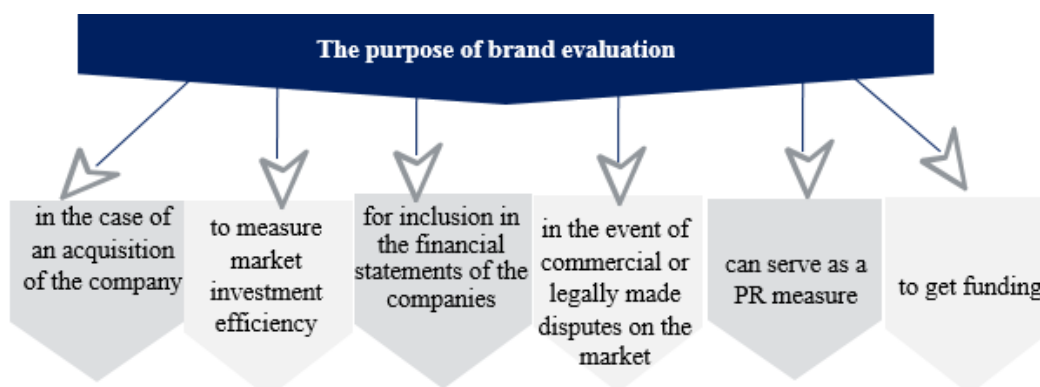 The purpose of brand evaluation
in the case of
an acquisition
of the company
to measure
market
investment
efficiency
for inclusion in
the financial
statements of the
companies
in the event of
commercial or
legally made
disputes on the
market
can serve as a
PR measure
to get funding